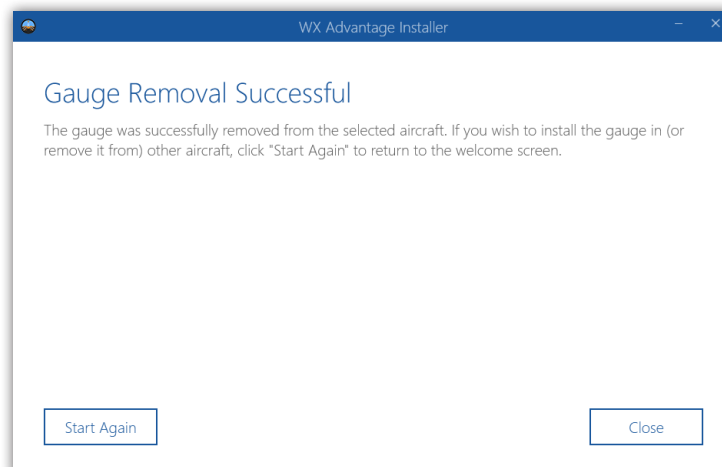 WX Advantage Installer
Gauge Removal Successful
The gauge was successfully removed from the selected aircraft. If you wish to install the gauge in (or
remove it from) other aircraft, click "Start Again" to return to the welcome screen.
Start Again
Close